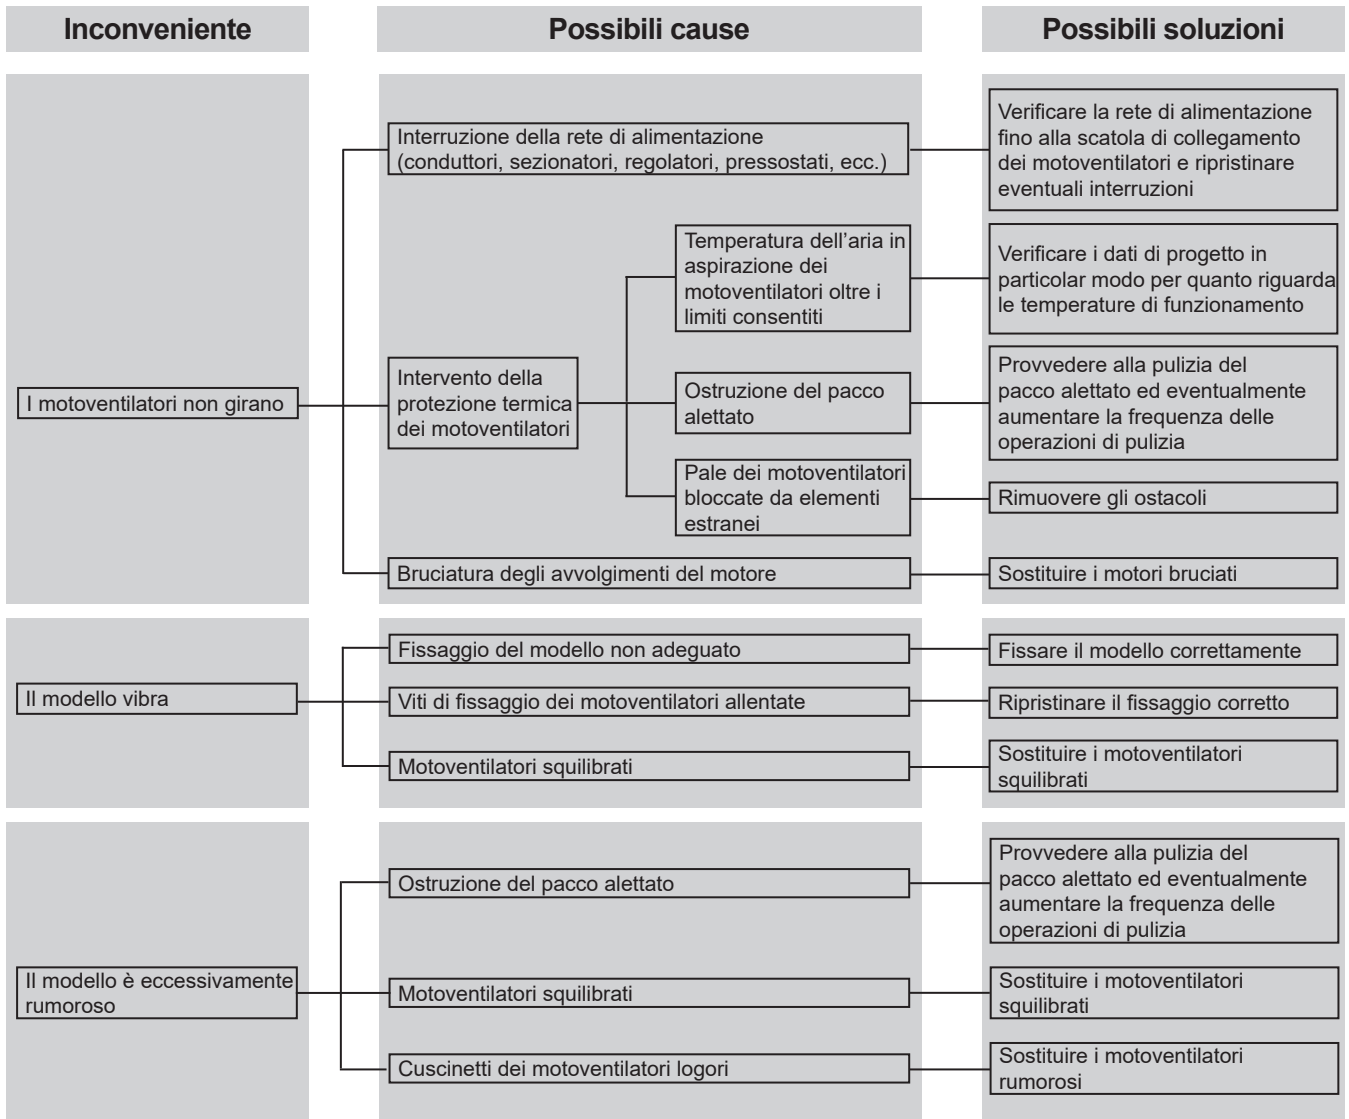 Inconveniente
Possibili cause
Possibili soluzioni
I motoventilatori non girano
Interruzione della rete di alimentazione
(conduttori, sezionatori, regolatori, pressostati, ecc.)
Verificare la rete di alimentazione
fino alla scatola di collegamento
dei motoventilatori e ripristinare
eventuali interruzioni
Intervento della
protezione termica
dei motoventilatori
Temperatura dell'aria in
aspirazione dei
motoventilatori oltre i
limiti consentiti
Verificare i dati di progetto in
particolar modo per quanto riguarda
le temperature di funzionamento
Ostruzione del pacco
alettato
Provvedere alla pulizia del
pacco alettato ed eventualmente
aumentare la frequenza delle
operazioni di pulizia
Pale dei motoventilatori
bloccate da elementi
estranei
Rimuovere gli ostacoli
Bruciatura degli avvolgimenti del motore
Sostituire i motori bruciati
Il modello vibra
Fissaggio del modello non adeguato
Fissare il modello correttamente
Viti di fissaggio dei motoventilatori allentate
Ripristinare il fissaggio corretto
Motoventilatori squilibrati
Sostituire i motoventilatori
squilibrati
Il modello è eccessivamente
rumoroso
Ostruzione del pacco alettato
Provvedere alla pulizia del
pacco alettato ed eventualmente
aumentare la frequenza delle
operazioni di pulizia
Motoventilatori squilibrati
Sostituire i motoventilatori
squilibrati
Cuscinetti dei motoventilatori logori
Sostituire i motoventilatori
rumorosi